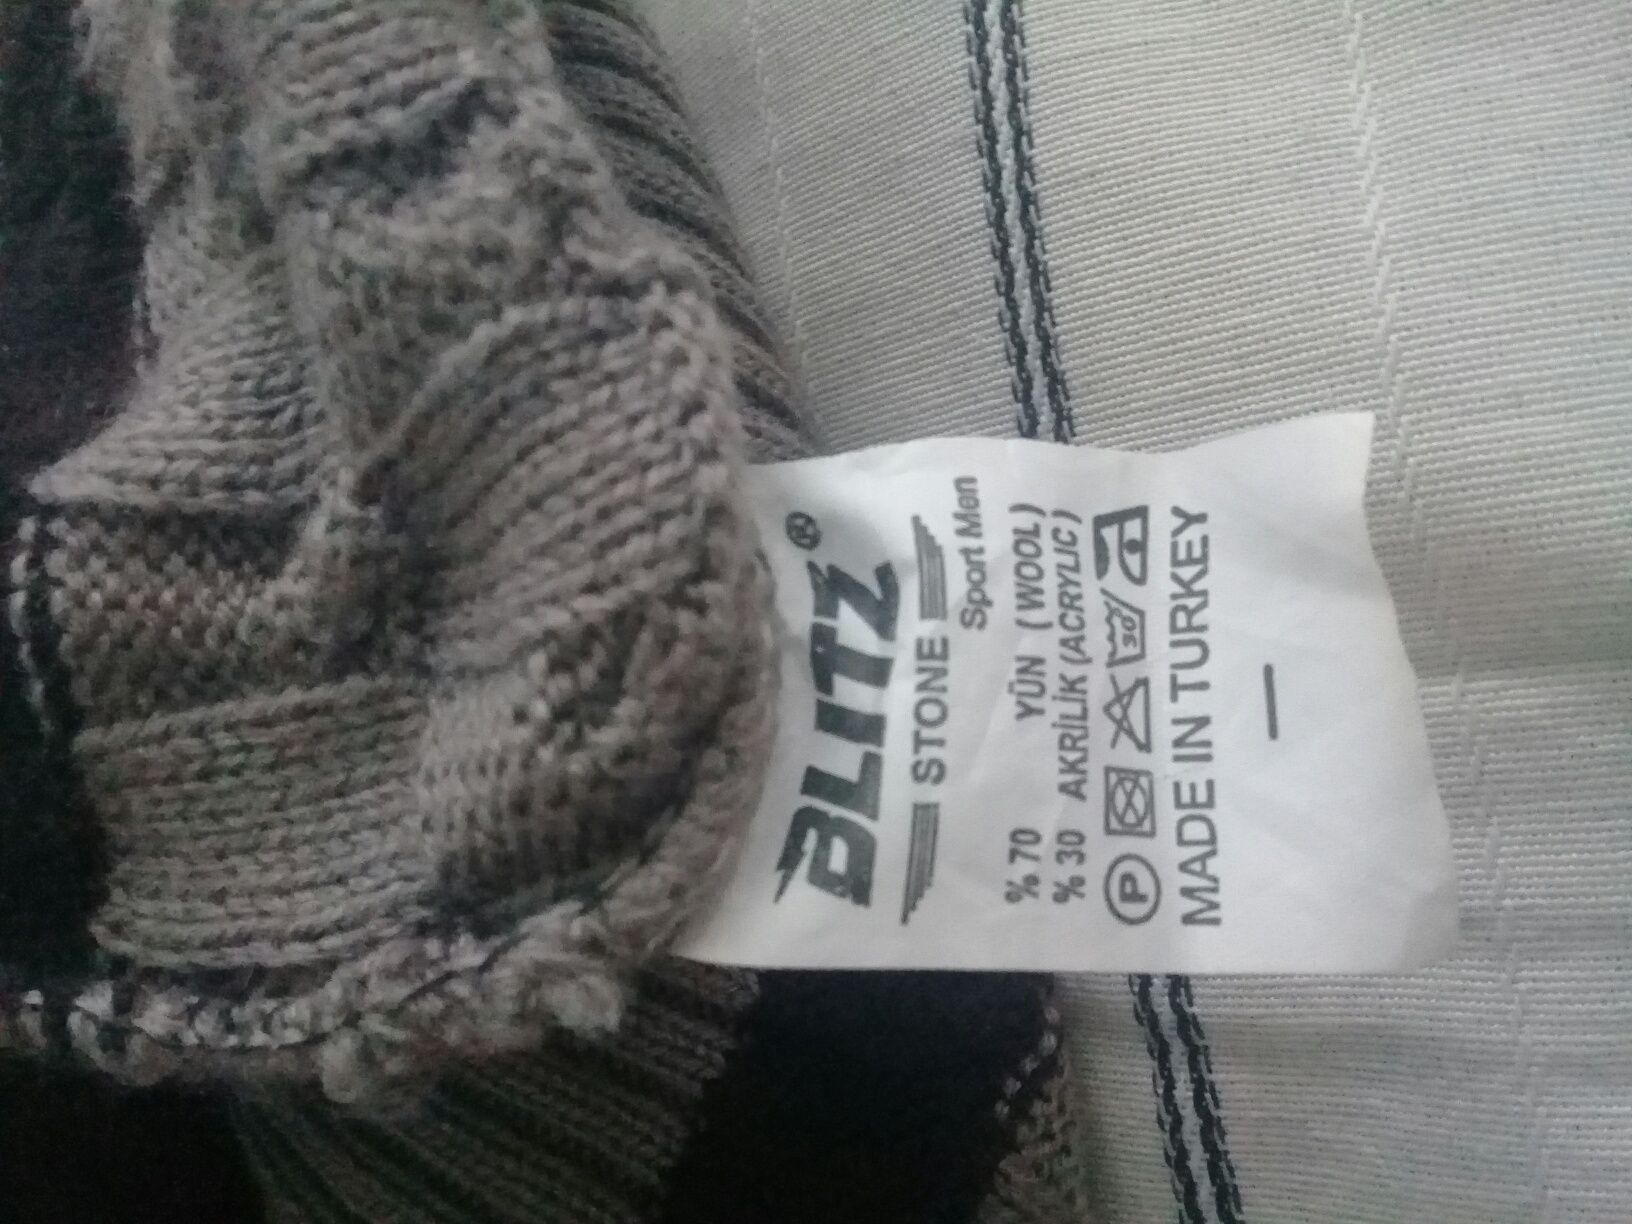 BLITZ®
STONE
Sport Men
% 70 YÜN (WOOL)
% 30 AKRİLİK (ACRYLIC)
P 30
MADE IN TURKEY